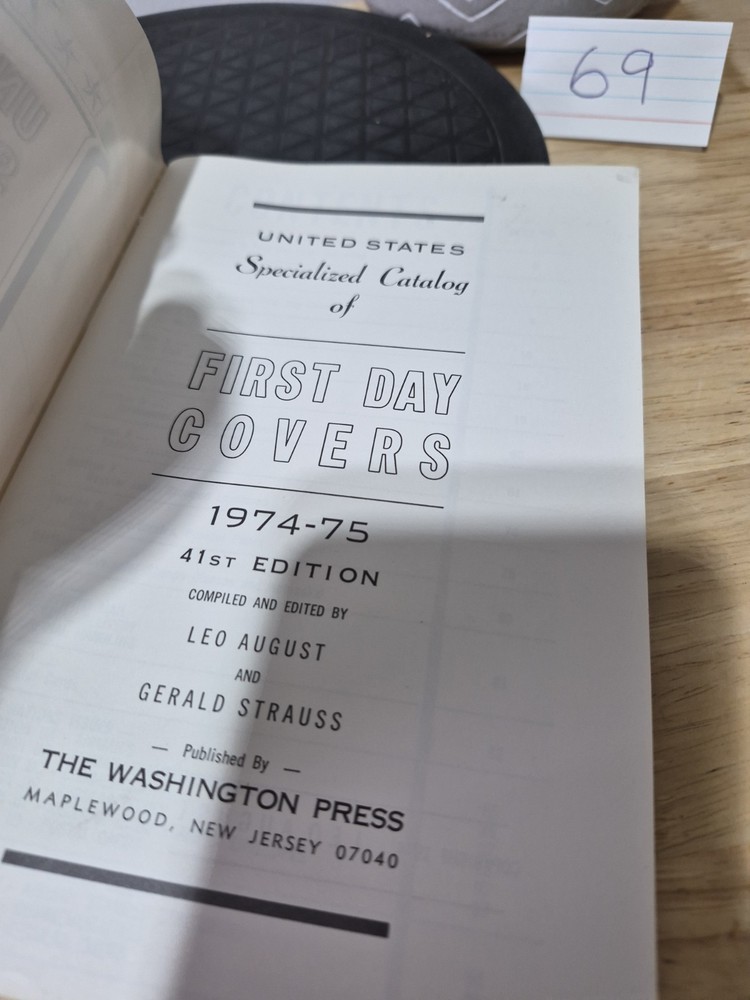 69
UNITED STATES
Specialized Catalog
of
FIRST DAY
COVERS
1974-75
41ST EDITION
COMPILED AND EDITED BY
LEO AUGUST
AND
GERALD STRAUSS
— Published By —
THE WASHINGTON PRESS
MAPLEWOOD, NEW JERSEY 07040